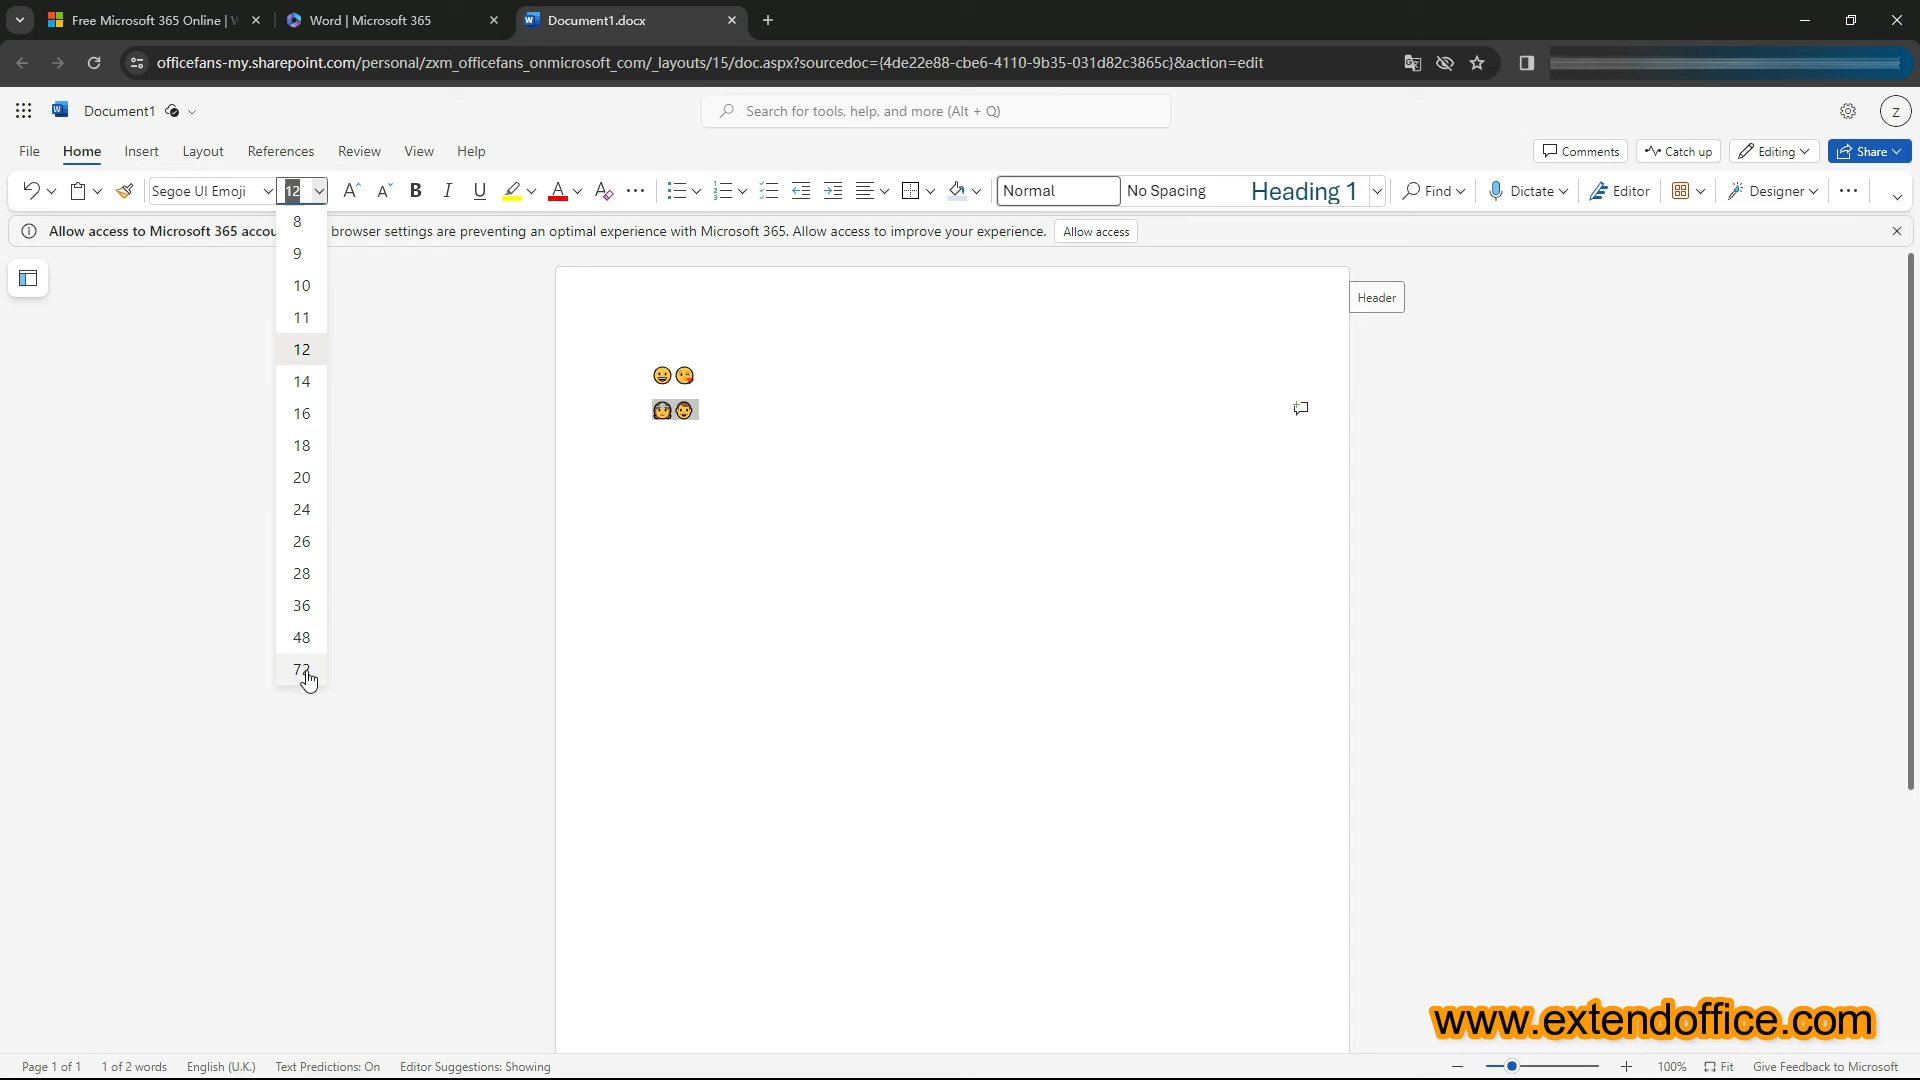 Free Microsoft 365 Online | W
Word | Microsoft 365
Document1.docx
officefans-my.sharepoint.com/personal/zxm_officefans_onmicrosoft_com/_layouts/15/doc.aspx?sourcedoc={4de22e88-cbe6-4110-9b35-031d82c3865c}&action=edit
Document1
Search for tools, help, and more (Alt + Q)
Z
File Home Insert Layout References Review View Help
Comments Catch up Editing Share
Segoe UI Emoji 12 A A B I U A A Normal No Spacing Heading 1 Find Dictate Editor Designer
Allow access to Microsoft 365 accou browser settings are preventing an optimal experience with Microsoft 365. Allow access to improve your experience. Allow access
8
9
10
11
12
14
16
18
20
24
26
28
36
48
72
Header
😀😘
👰👨
www.extendoffice.com
Page 1 of 1 1 of 2 words English (U.K.) Text Predictions: On Editor Suggestions: Showing 100% Fit Give Feedback to Microsoft